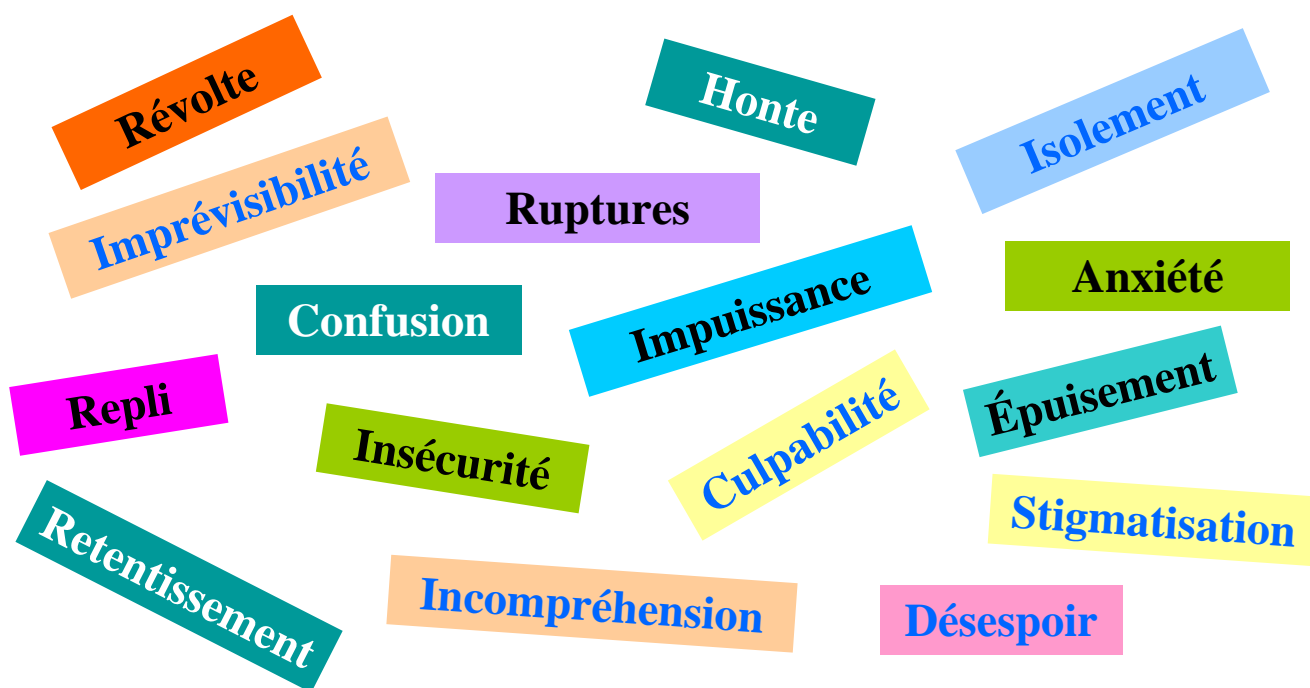 Révolte
Honte
Isolement
Imprévisibilité
Ruptures
Anxiété
Confusion
Impuissance
Repli
Épuisement
Insécurité
Culpabilité
Stigmatisation
Retentissement
Incompréhension
Désespoir